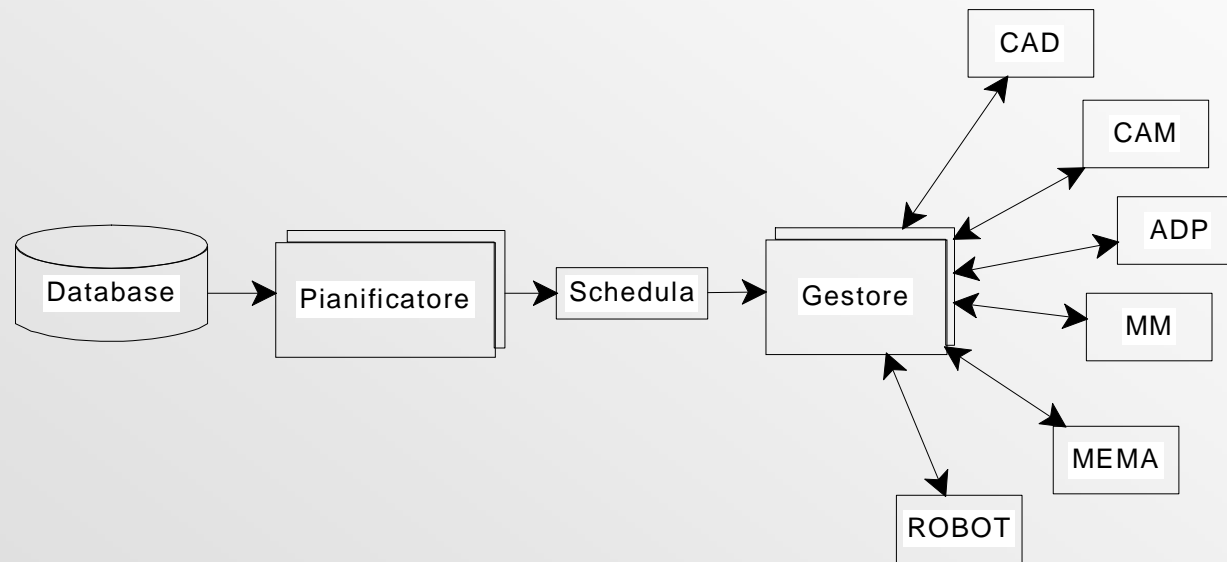 CAD
CAM
ADP
Database
Pianificatore
Schedula
Gestore
MM
MEMA
ROBOT